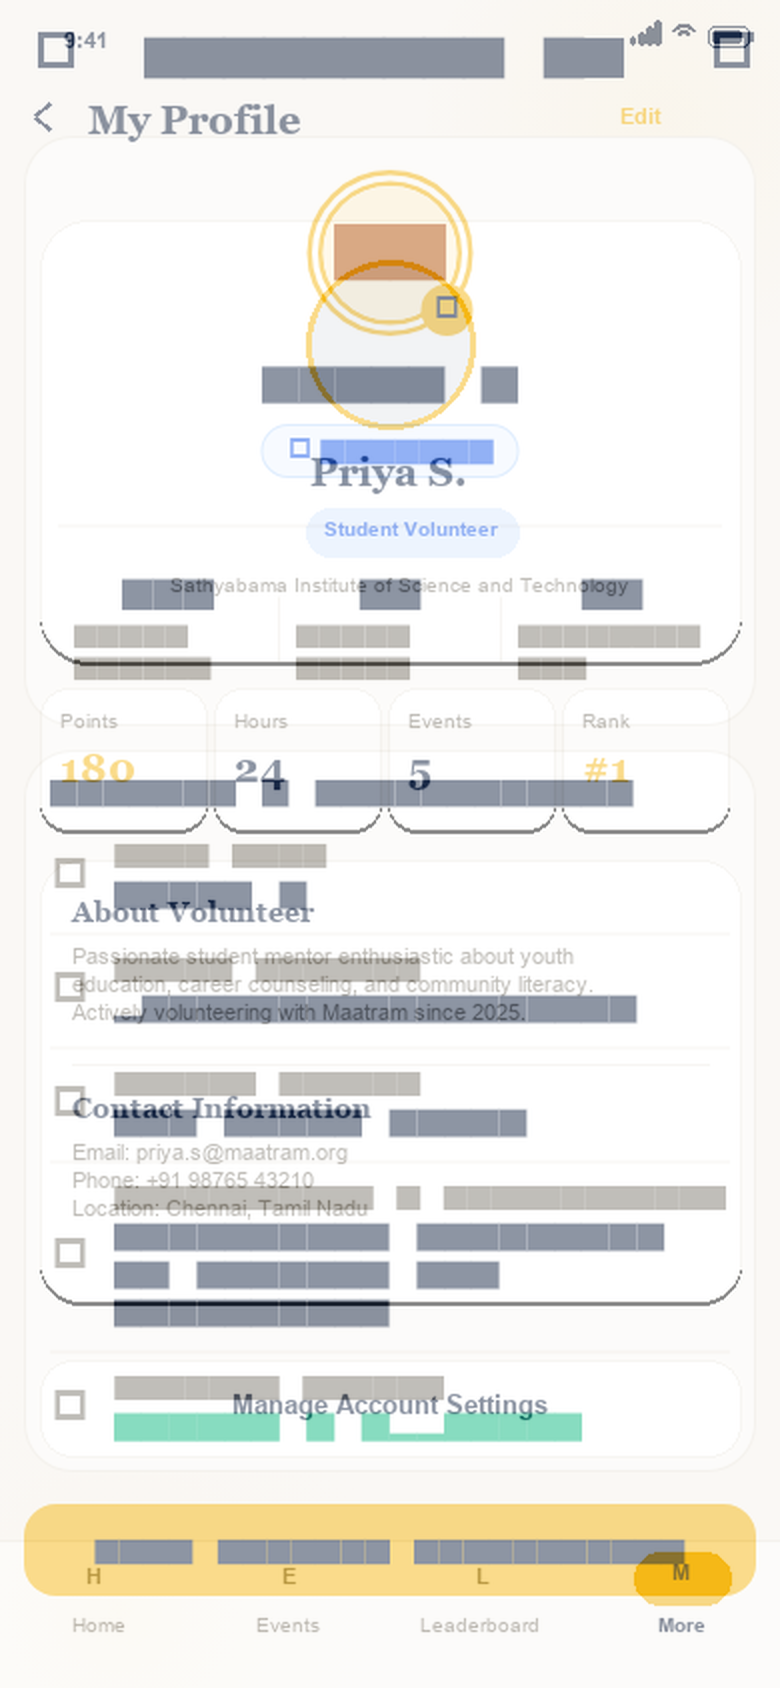 9:41
My Profile
Edit
Priya S.
Student Volunteer
Sathyabama Institute of Science and Technology
Points
Hours
Events
Rank
180
24
5
#1
About Volunteer
Passionate student mentor enthusiastic about youth
education, career counseling, and community literacy.
Actively volunteering with Maatram since 2025.
Contact Information
Email: priya.s@maatram.org
Phone: +91 98765 43210
Location: Chennai, Tamil Nadu
Manage Account Settings
H
E
L
M
Home
Events
Leaderboard
More